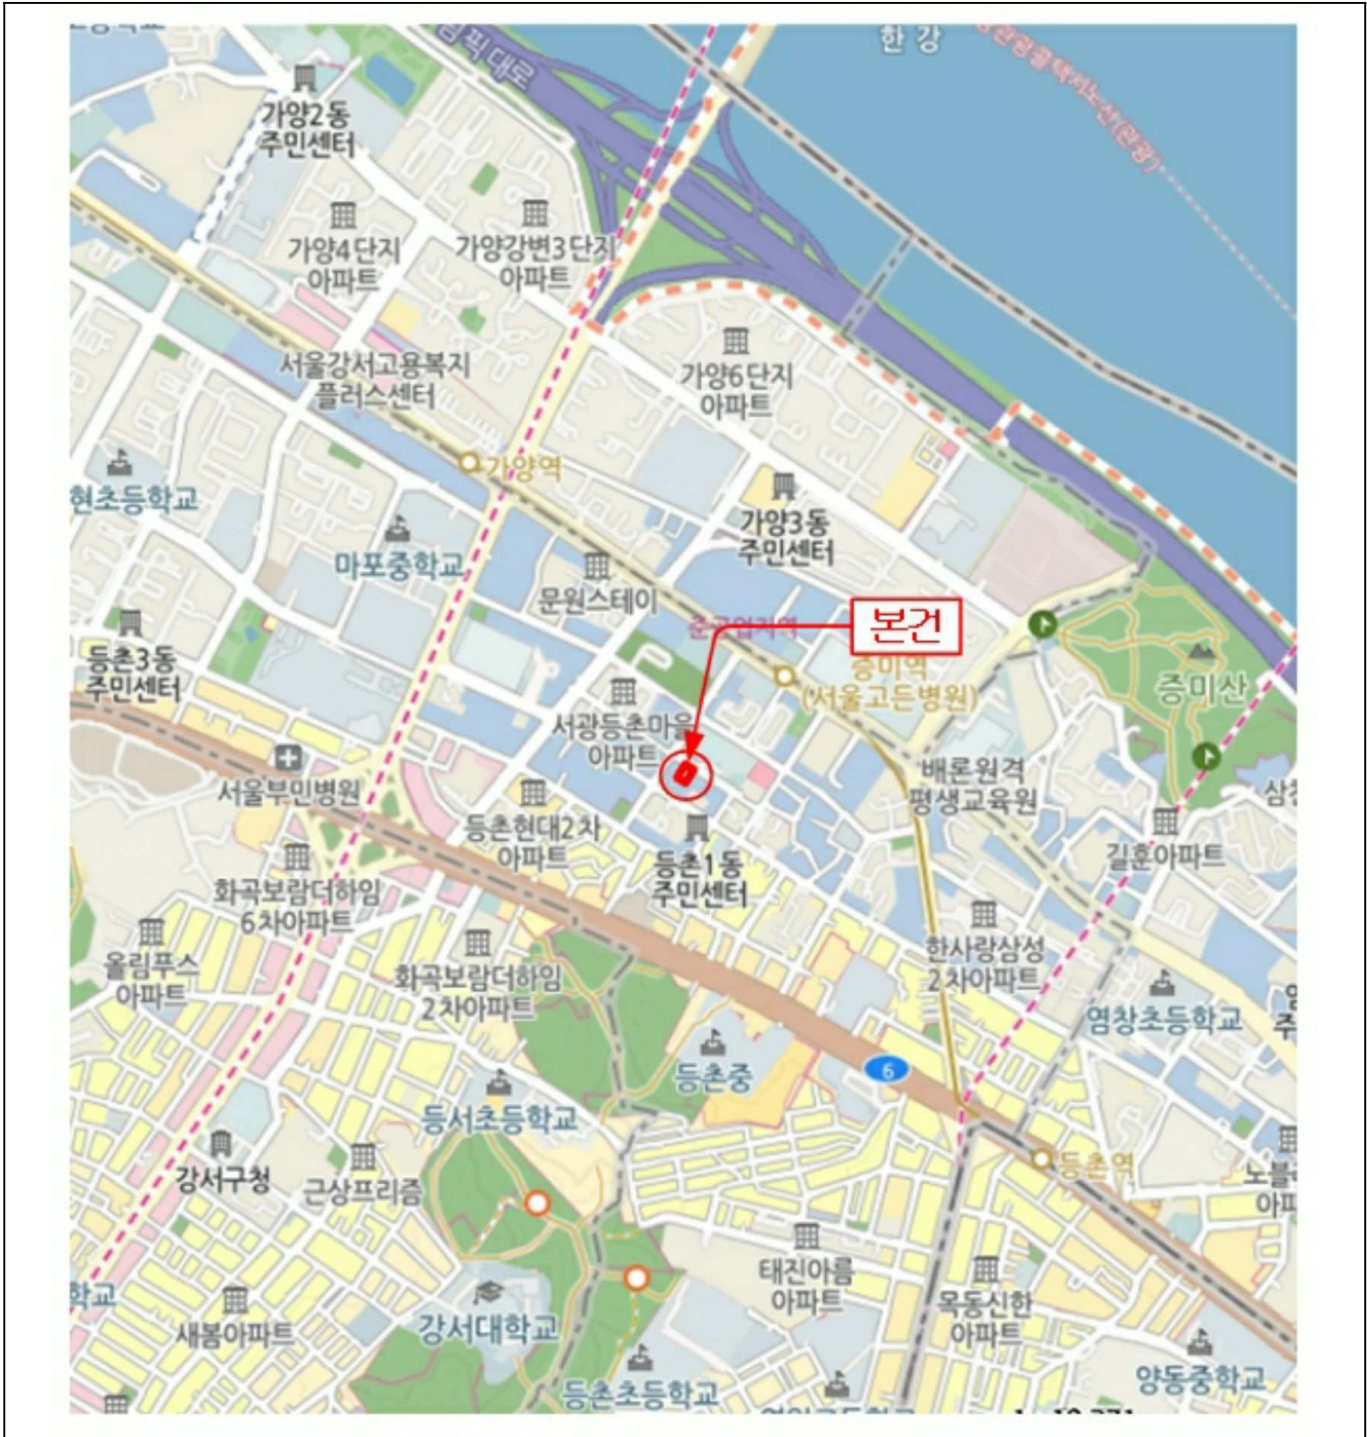 한 강
가양2동
주민센터
가양4단지
아파트
가양강변3단지
아파트
서울강서고용복지
플러스센터
가양6단지
아파트
가양역
현초등학교
가양3동
주민센터
마포중학교
문원스테이
준공업지역
본건
등촌3동
주민센터
증미역
(서울고든병원)
증미산
서광등촌마을
아파트
서울부민병원
배론원격
평생교육원
등촌현대2차
아파트
길훈아파트
등촌1동
주민센터
화곡보람더하임
6차아파트
올림푸스
아파트
화곡보람더하임
2차아파트
한사랑삼성
2차아파트
염창초등학교
등촌중
6
등서초등학교
강서구청
근상프리즘
등촌역
태진아름
아파트
목동신한
아파트
학교
새봄아파트
강서대학교
양동중학교
등촌초등학교